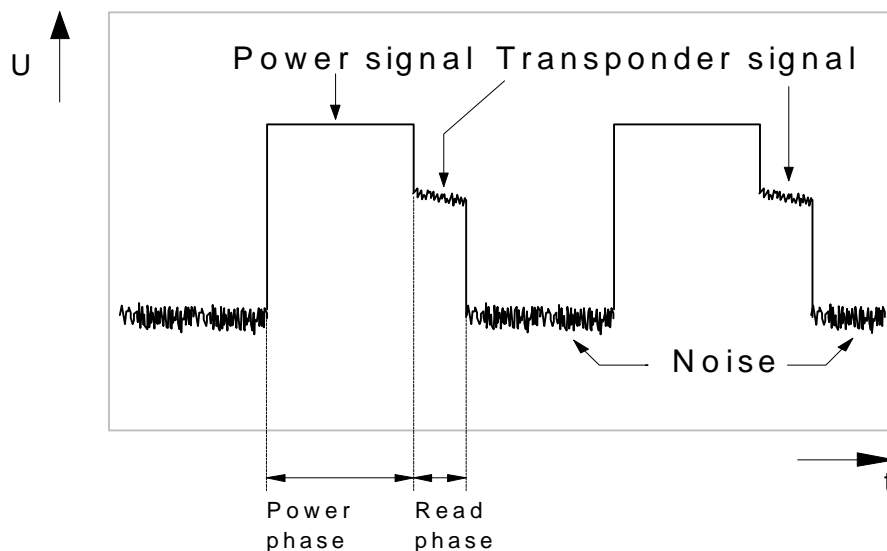 U
Power signal Transponder signal
Noise
t
Power phase
Read phase